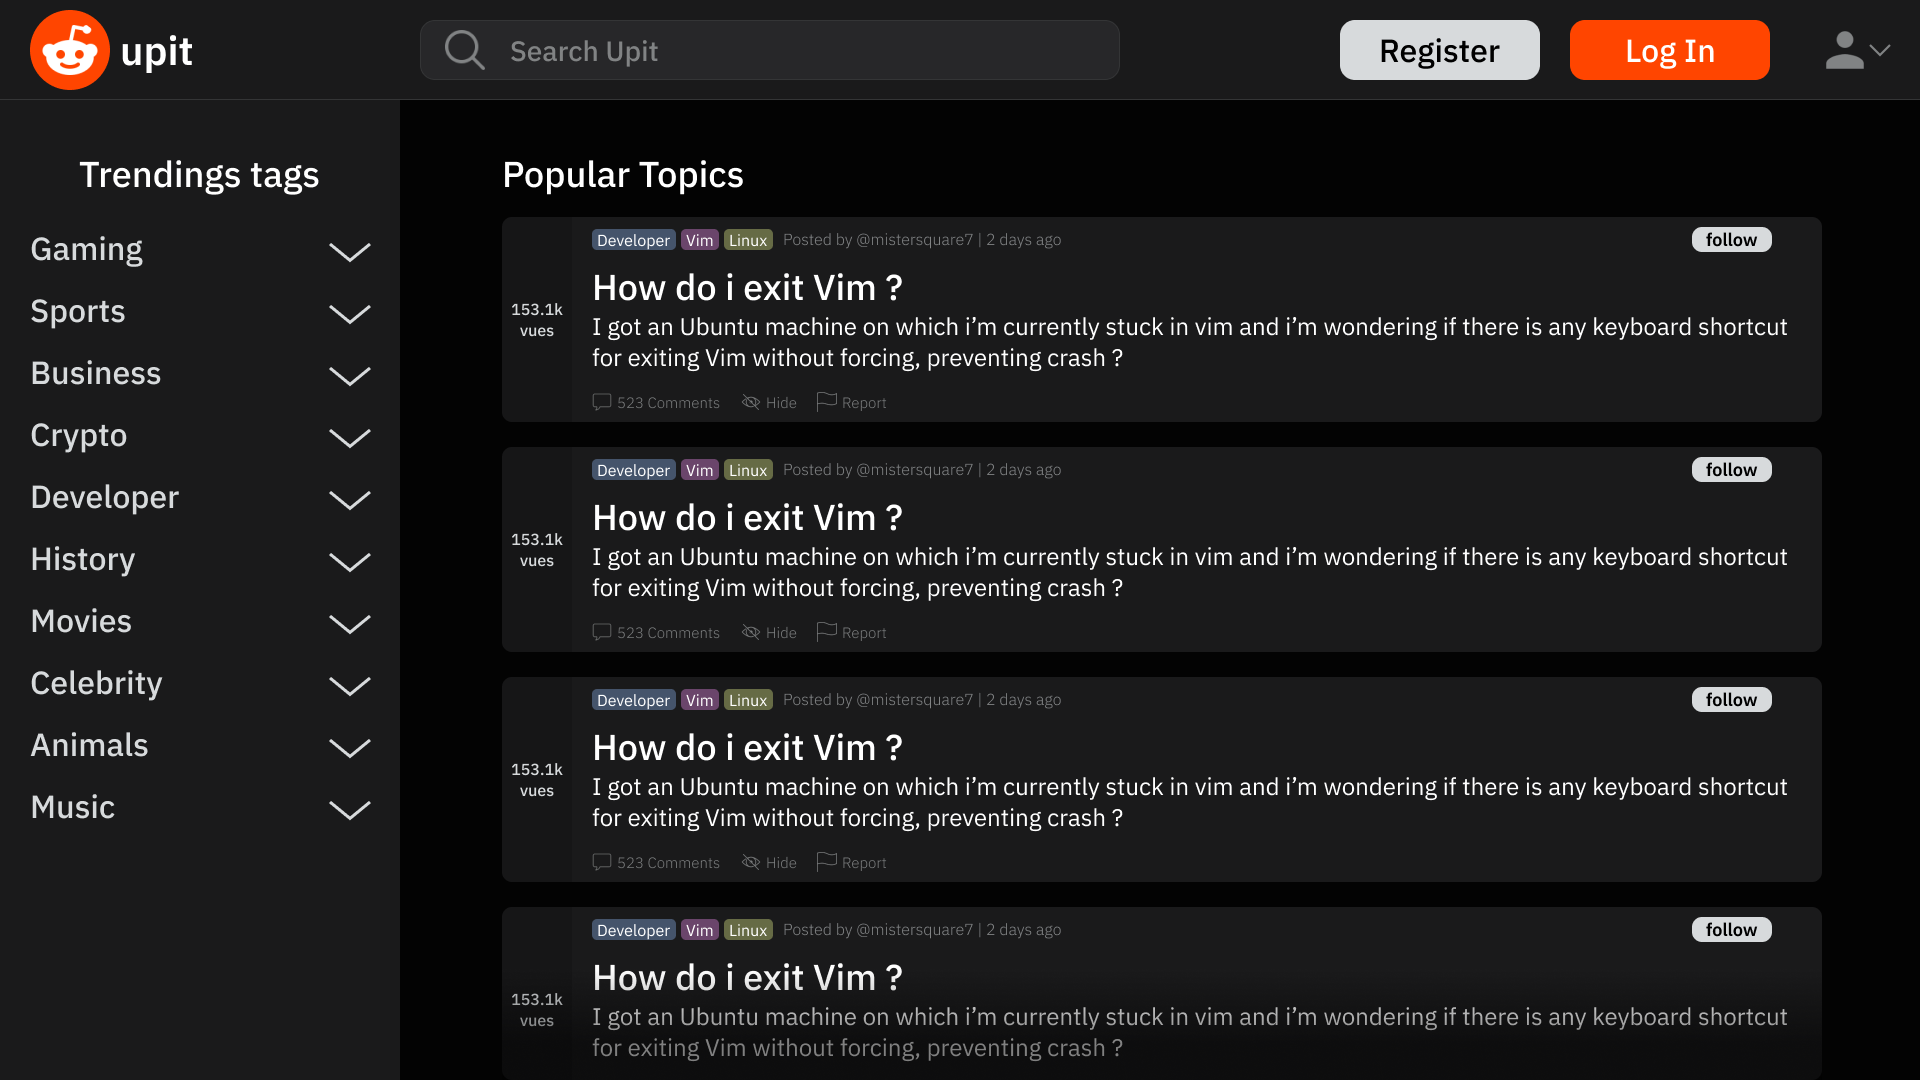 upit
Search Upit
Register
Log In
Trendings tags
Gaming
Sports
Business
Crypto
Developer
History
Movies
Celebrity
Animals
Music
Popular Topics
Developer Vim Linux Posted by @mistersquare7 | 2 days ago
follow
153.1k
vues
How do i exit Vim ?
I got an Ubuntu machine on which i’m currently stuck in vim and i’m wondering if there is any keyboard shortcut
for exiting Vim without forcing, preventing crash ?
523 Comments Hide Report
Developer Vim Linux Posted by @mistersquare7 | 2 days ago
follow
153.1k
vues
How do i exit Vim ?
I got an Ubuntu machine on which i’m currently stuck in vim and i’m wondering if there is any keyboard shortcut
for exiting Vim without forcing, preventing crash ?
523 Comments Hide Report
Developer Vim Linux Posted by @mistersquare7 | 2 days ago
follow
153.1k
vues
How do i exit Vim ?
I got an Ubuntu machine on which i’m currently stuck in vim and i’m wondering if there is any keyboard shortcut
for exiting Vim without forcing, preventing crash ?
523 Comments Hide Report
Developer Vim Linux Posted by @mistersquare7 | 2 days ago
follow
153.1k
vues
How do i exit Vim ?
I got an Ubuntu machine on which i’m currently stuck in vim and i’m wondering if there is any keyboard shortcut
for exiting Vim without forcing, preventing crash ?